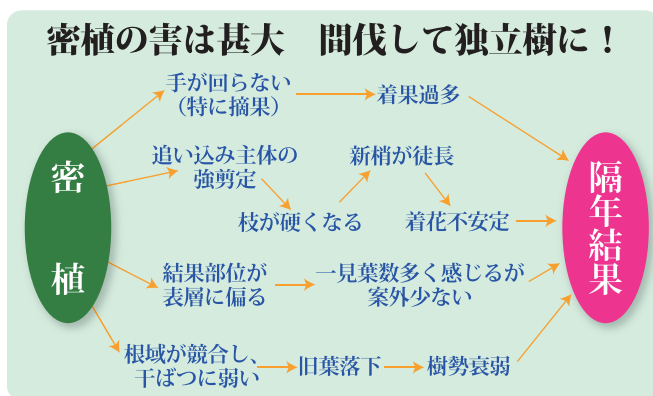 密植の害は甚大　間伐して独立樹に！
密植
手が回らない
（特に摘果）
着果過多
追い込み主体の
強剪定
枝が硬くなる
新梢が徒長
着花不安定
結果部位が
表層に偏る
一見葉数多く感じるが
案外少ない
根域が競合し、
干ばつに弱い
旧葉落下
樹勢衰弱
隔年結果